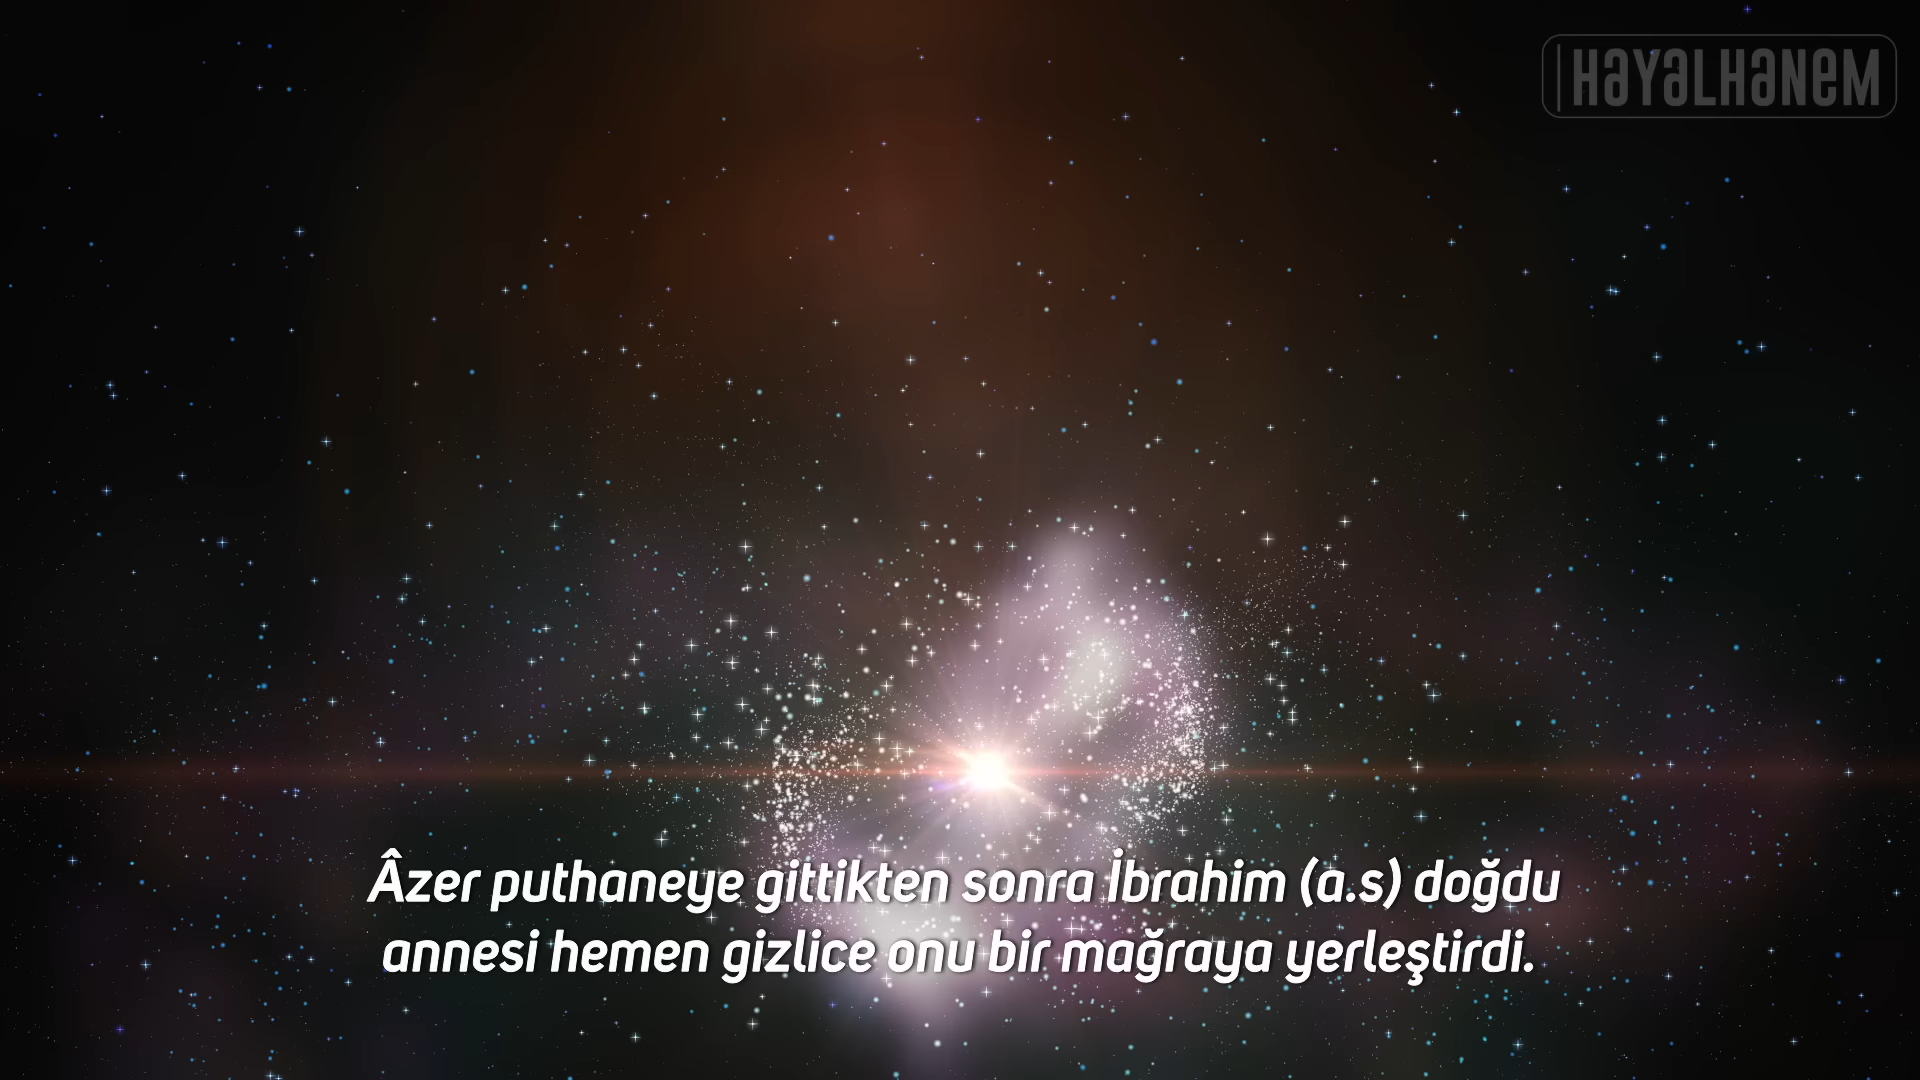 HAYALHANEM
Âzer puthaneye gittikten sonra İbrahim (a.s) doğdu
annesi hemen gizlice onu bir mağraya yerleştirdi.